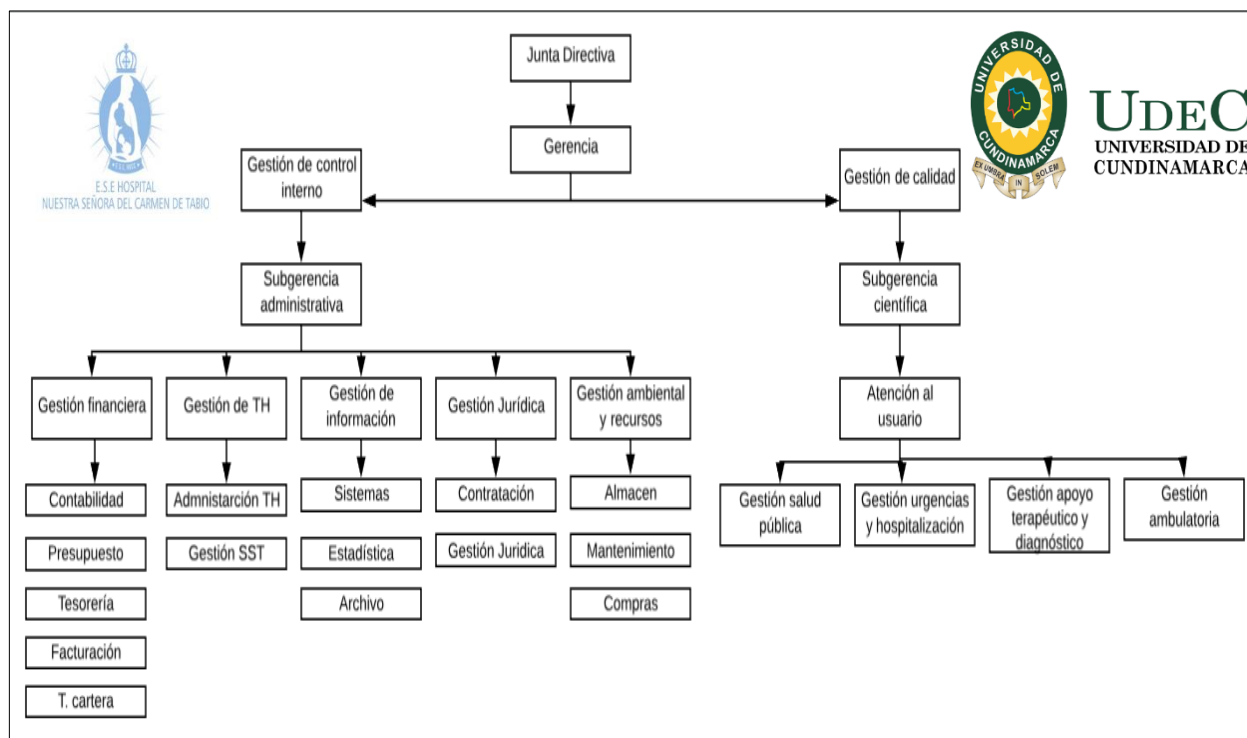 Junta Directiva
Gerencia
Gestión de control
interno
Gestión de calidad
E.S.E HOSPITAL
NUESTRA SEÑORA DEL CARMEN DE TABIO
UNIVERSIDAD DE
CUNDINAMARCA
EX UMBRA IN SOLEM
UDEC
UNIVERSIDAD DE
CUNDINAMARCA
Subgerencia
administrativa
Subgerencia
científica
Gestión financiera
Gestión de TH
Gestión de
información
Gestión Jurídica
Gestión ambiental
y recursos
Atención al
usuario
Contabilidad
Admnistarción TH
Sistemas
Contratación
Almacen
Presupuesto
Gestión SST
Estadística
Gestión Juridica
Mantenimiento
Tesorería
Archivo
Compras
Facturación
T. cartera
Gestión salud
pública
Gestión urgencias
y hospitalización
Gestión apoyo
terapéutico y
diagnóstico
Gestión
ambulatoria